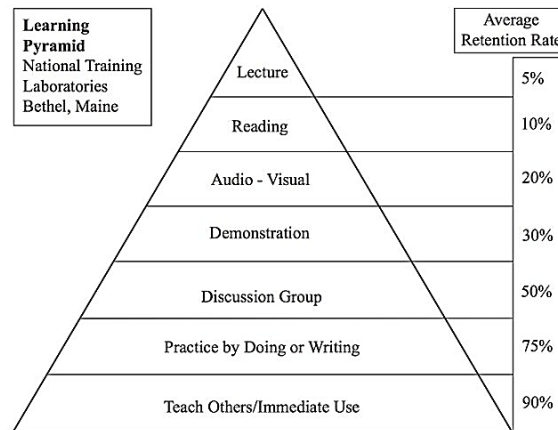 Learning
Pyramid
National Training
Laboratories
Bethel, Maine
Average
Retention Rate
Lecture
5%
Reading
10%
Audio - Visual
20%
Demonstration
30%
Discussion Group
50%
Practice by Doing or Writing
75%
Teach Others/Immediate Use
90%